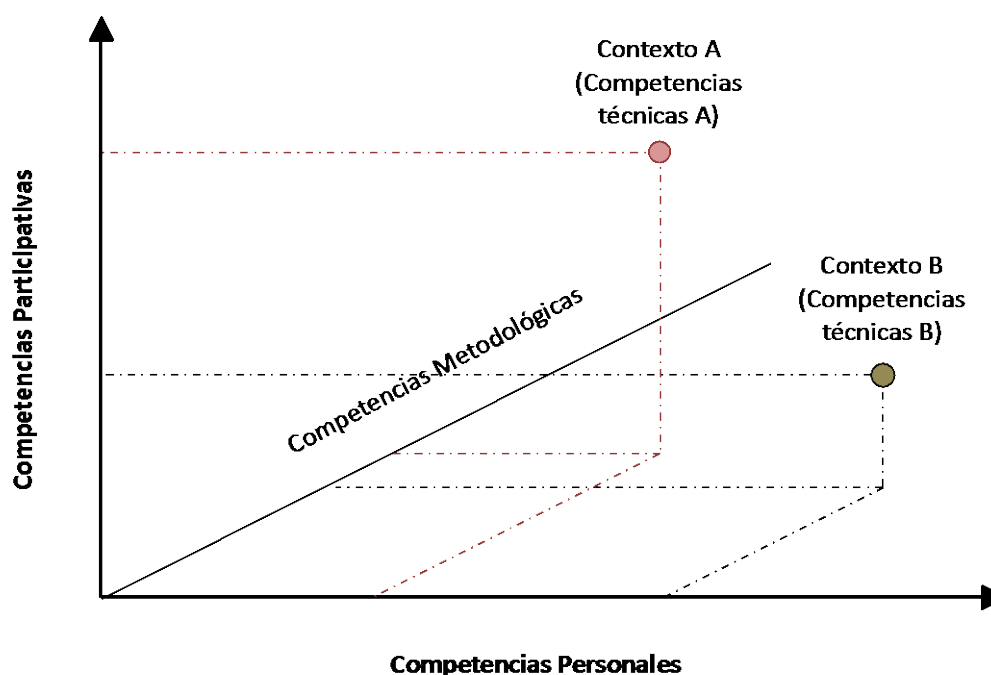 Contexto A
(Competencias
técnicas A)
Contexto B
(Competencias
técnicas B)
Competencias Metodológicas
Competencias Participativas
Competencias Personales